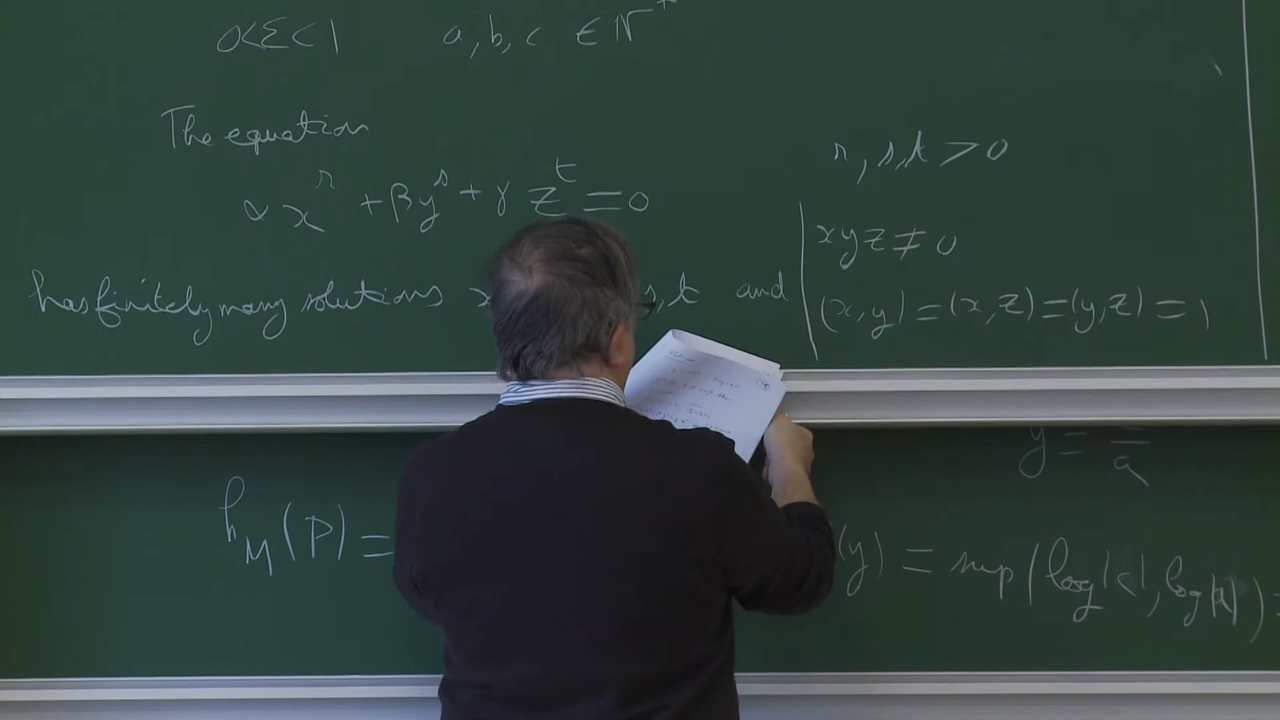 0<ε<1 a, b, c ∈ N⁺
The equation
r, s, t > 0
α x^r + β y^s + γ z^t = 0
xyz ≠ 0
has finitely many solutions x s, t and
(x,y) = (x,z) = (y,z) = 1
y = a
h_M(P) = (y) = sup(log|c|, log|a|) =